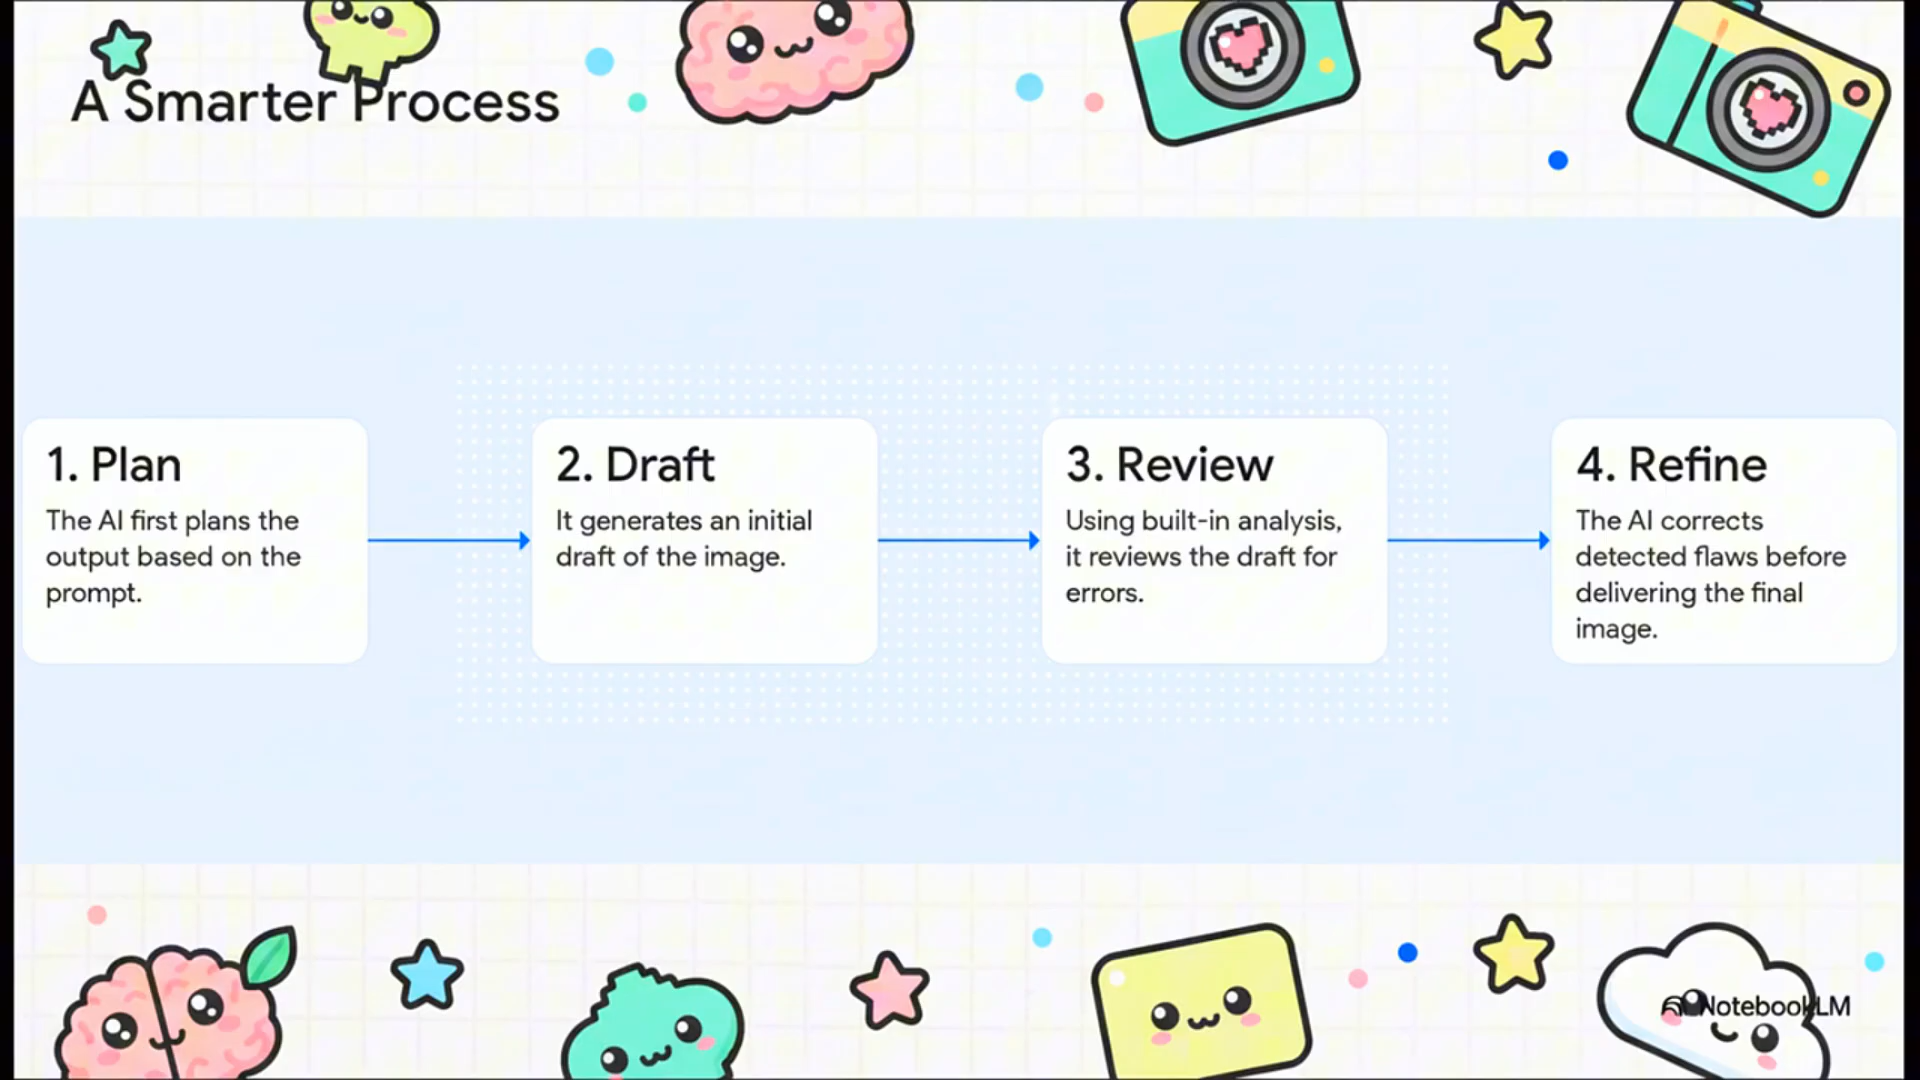 A Smarter Process
1. Plan
The AI first plans the
output based on the
prompt.
2. Draft
It generates an initial
draft of the image.
3. Review
Using built-in analysis,
it reviews the draft for
errors.
4. Refine
The AI corrects
detected flaws before
delivering the final
image.
NotebookLM